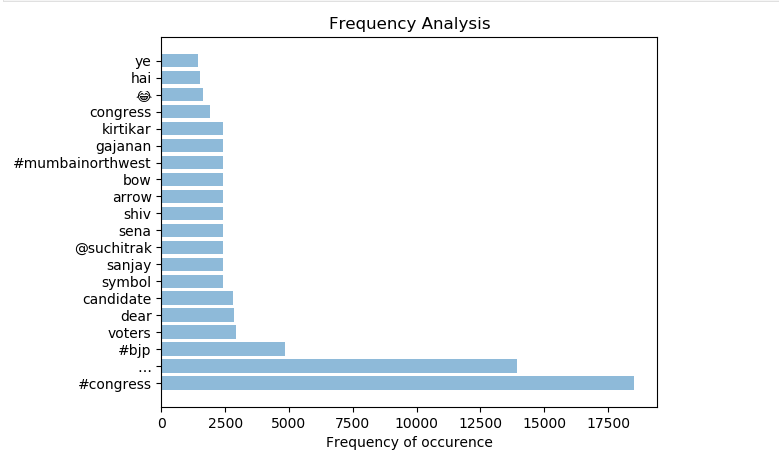 Frequency Analysis
ye
hai
😂
congress
kirtikar
gajanan
#mumbainorthwest
bow
arrow
shiv
sena
@suchitrak
sanjay
symbol
candidate
dear
voters
#bjp
...
#congress
0 2500 5000 7500 10000 12500 15000 17500
Frequency of occurence